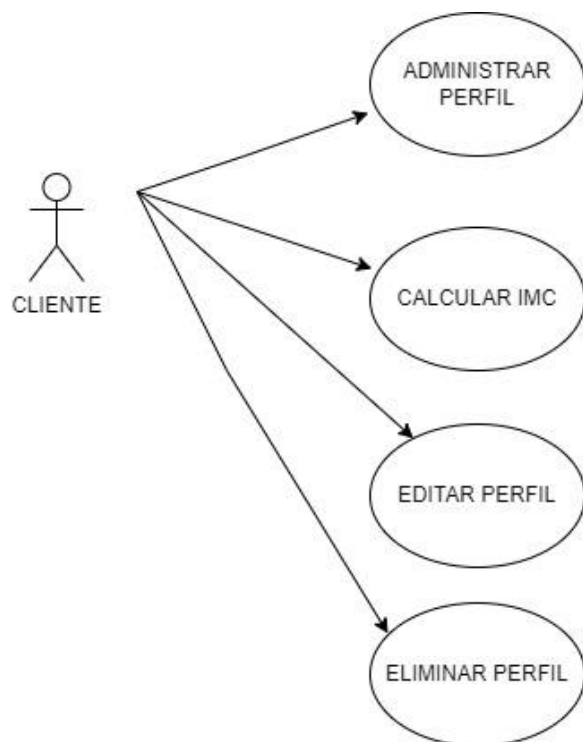 ADMINISTRAR
PERFIL
CLIENTE
CALCULAR IMC
EDITAR PERFIL
ELIMINAR PERFIL